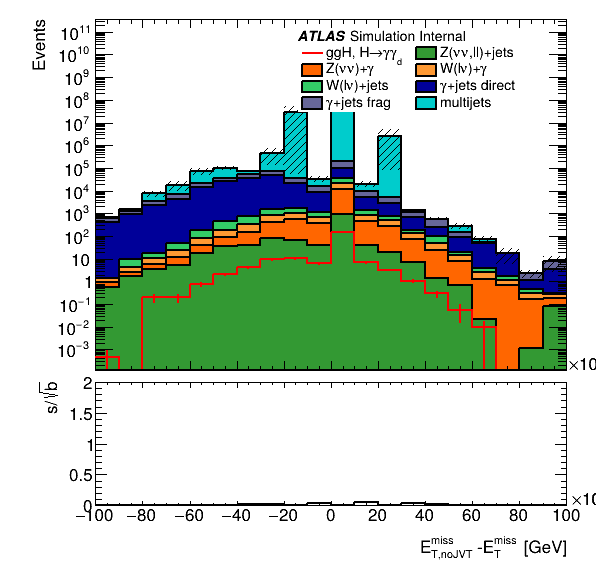 Events
ATLAS Simulation Internal
ggH, H→γγ_d
Z(νν,ll)+jets
Z(νν)+γ
W(lν)+γ
W(lν)+jets
γ+jets direct
γ+jets frag
multijets
10^11
10^10
10^9
10^8
10^7
10^6
10^5
10^4
10^3
10^2
10
1
10^−1
10^−2
10^−3
×10
s/√b
2
1.5
1
0.5
0
×10
−100 −80 −60 −40 −20 0 20 40 60 80 100
E_T,noJVT^miss -E_T^miss [GeV]